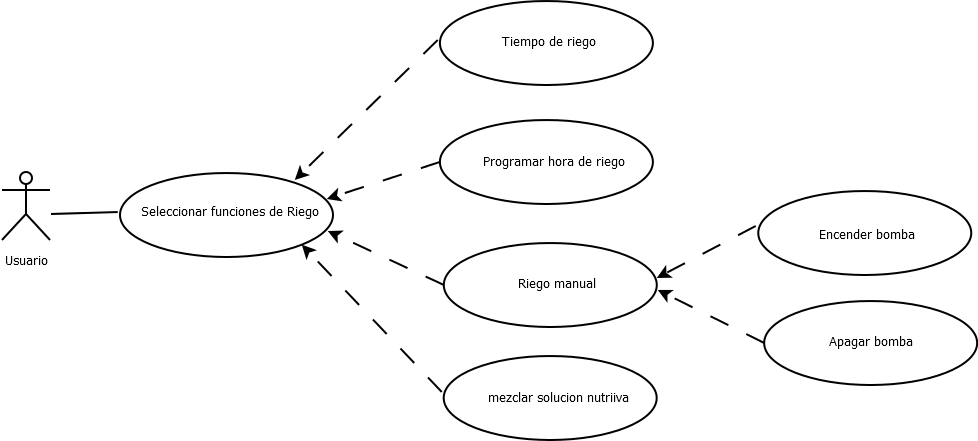 Tiempo de riego
Programar hora de riego
Seleccionar funciones de Riego
Encender bomba
Usuario
Riego manual
Apagar bomba
mezclar solucion nutriiva